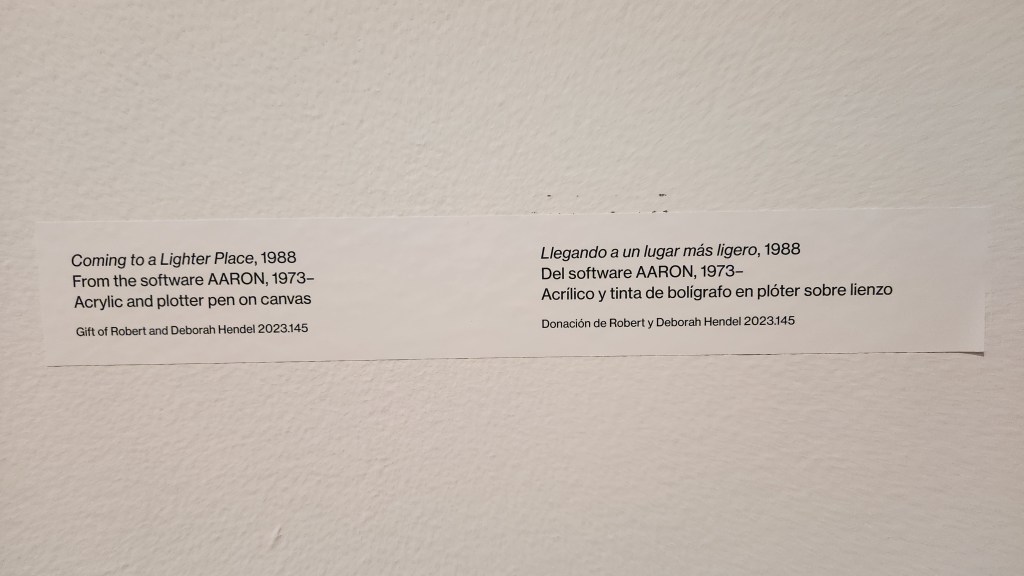 Coming to a Lighter Place, 1988
From the software AARON, 1973–
Acrylic and plotter pen on canvas
Gift of Robert and Deborah Hendel 2023.145
Llegando a un lugar más ligero, 1988
Del software AARON, 1973–
Acrílico y tinta de bolígrafo en plóter sobre lienzo
Donación de Robert y Deborah Hendel 2023.145